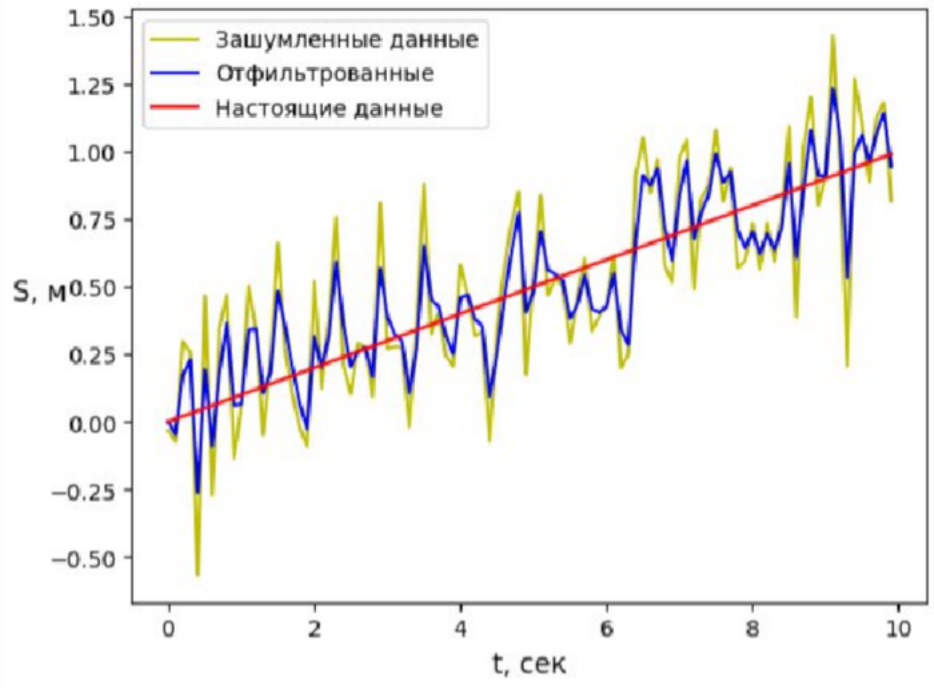 1.50
Зашумленные данные
Отфильтрованные
Настоящие данные
1.25
1.00
0.75
S, м
0.50
0.25
0.00
−0.25
−0.50
0 2 4 6 8 10
t, сек